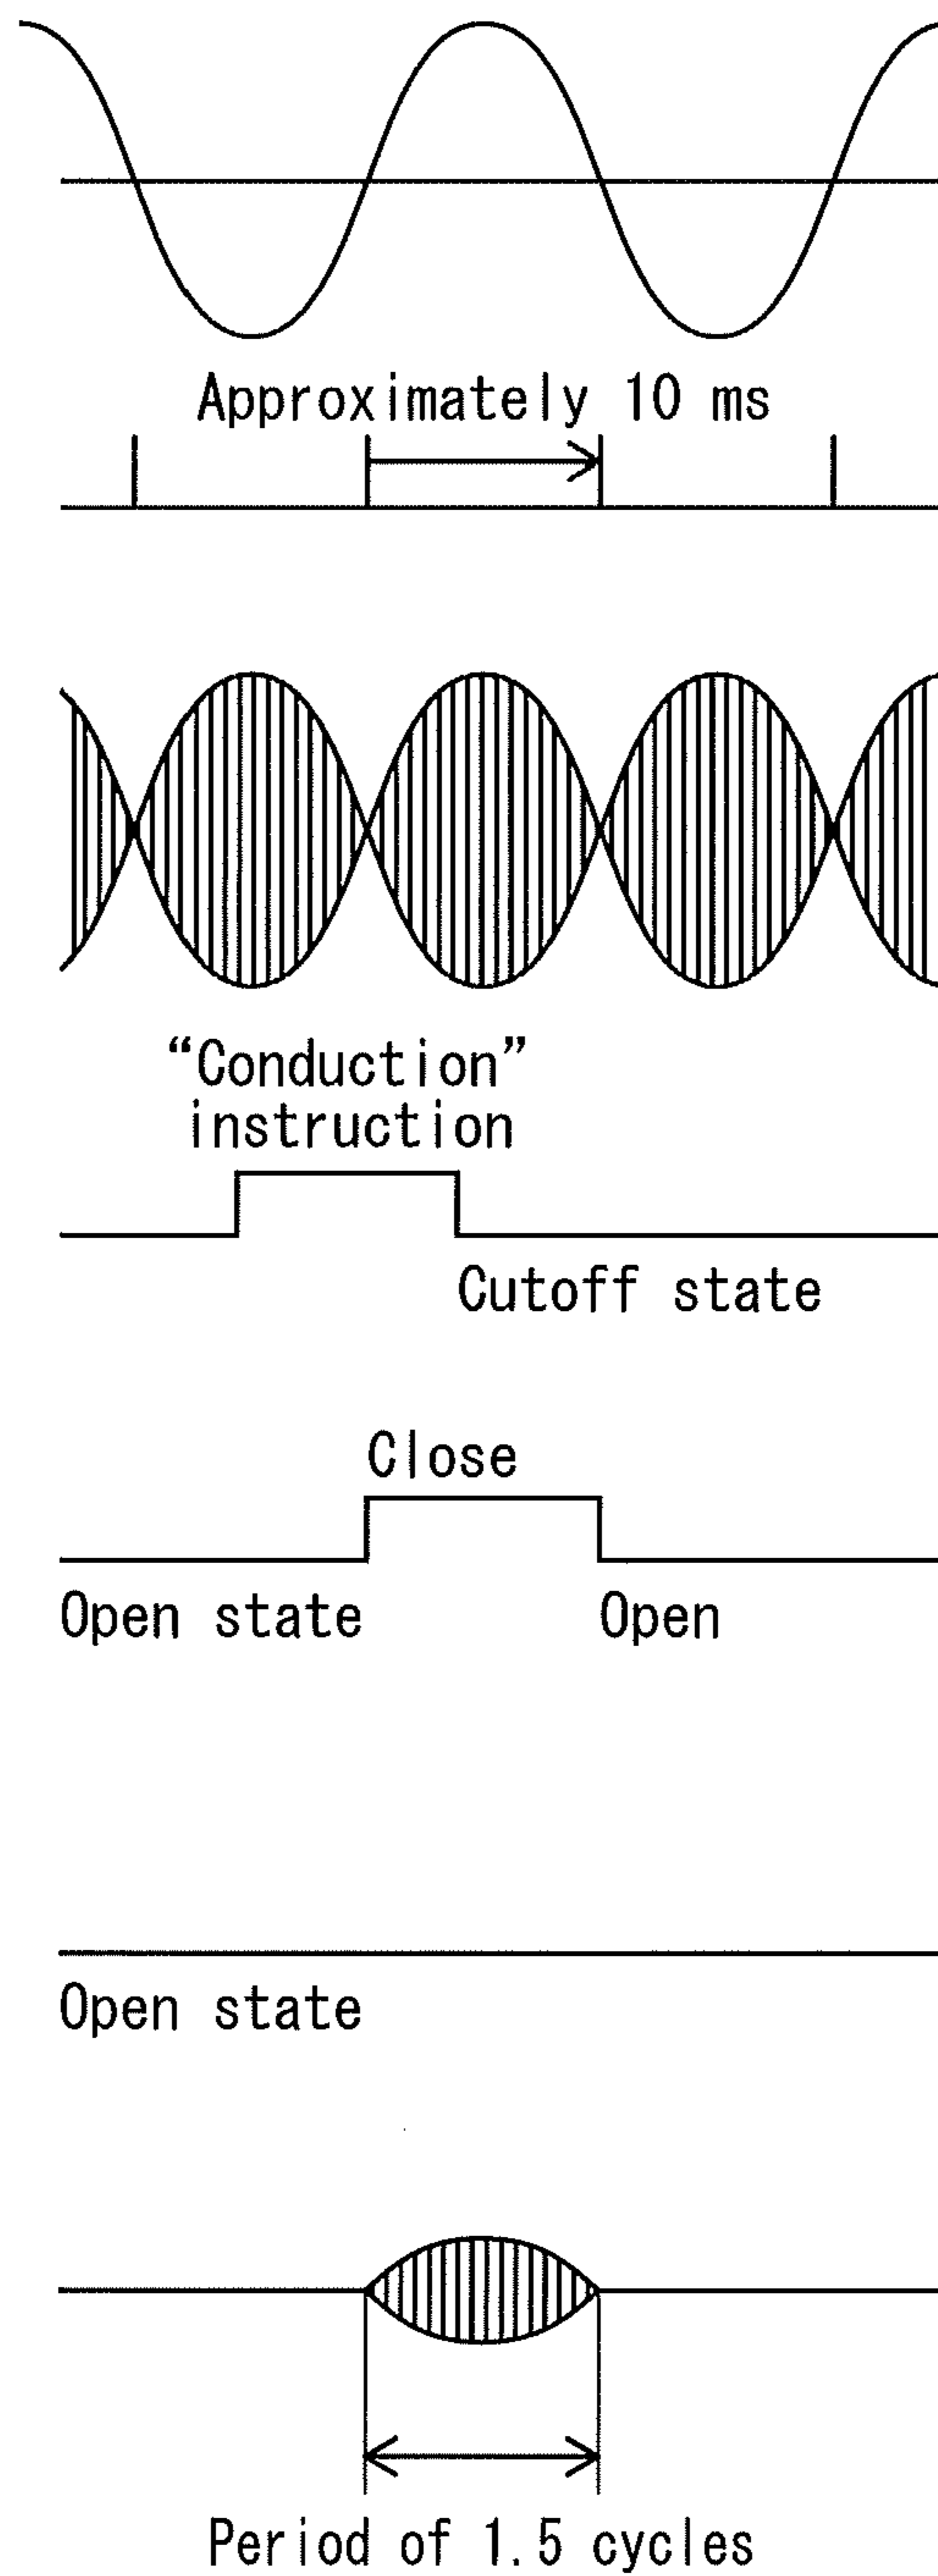 Approximately 10 ms
“Conduction”
instruction
Cutoff state
Close
Open state
Open
Open state
Period of 1.5 cycles